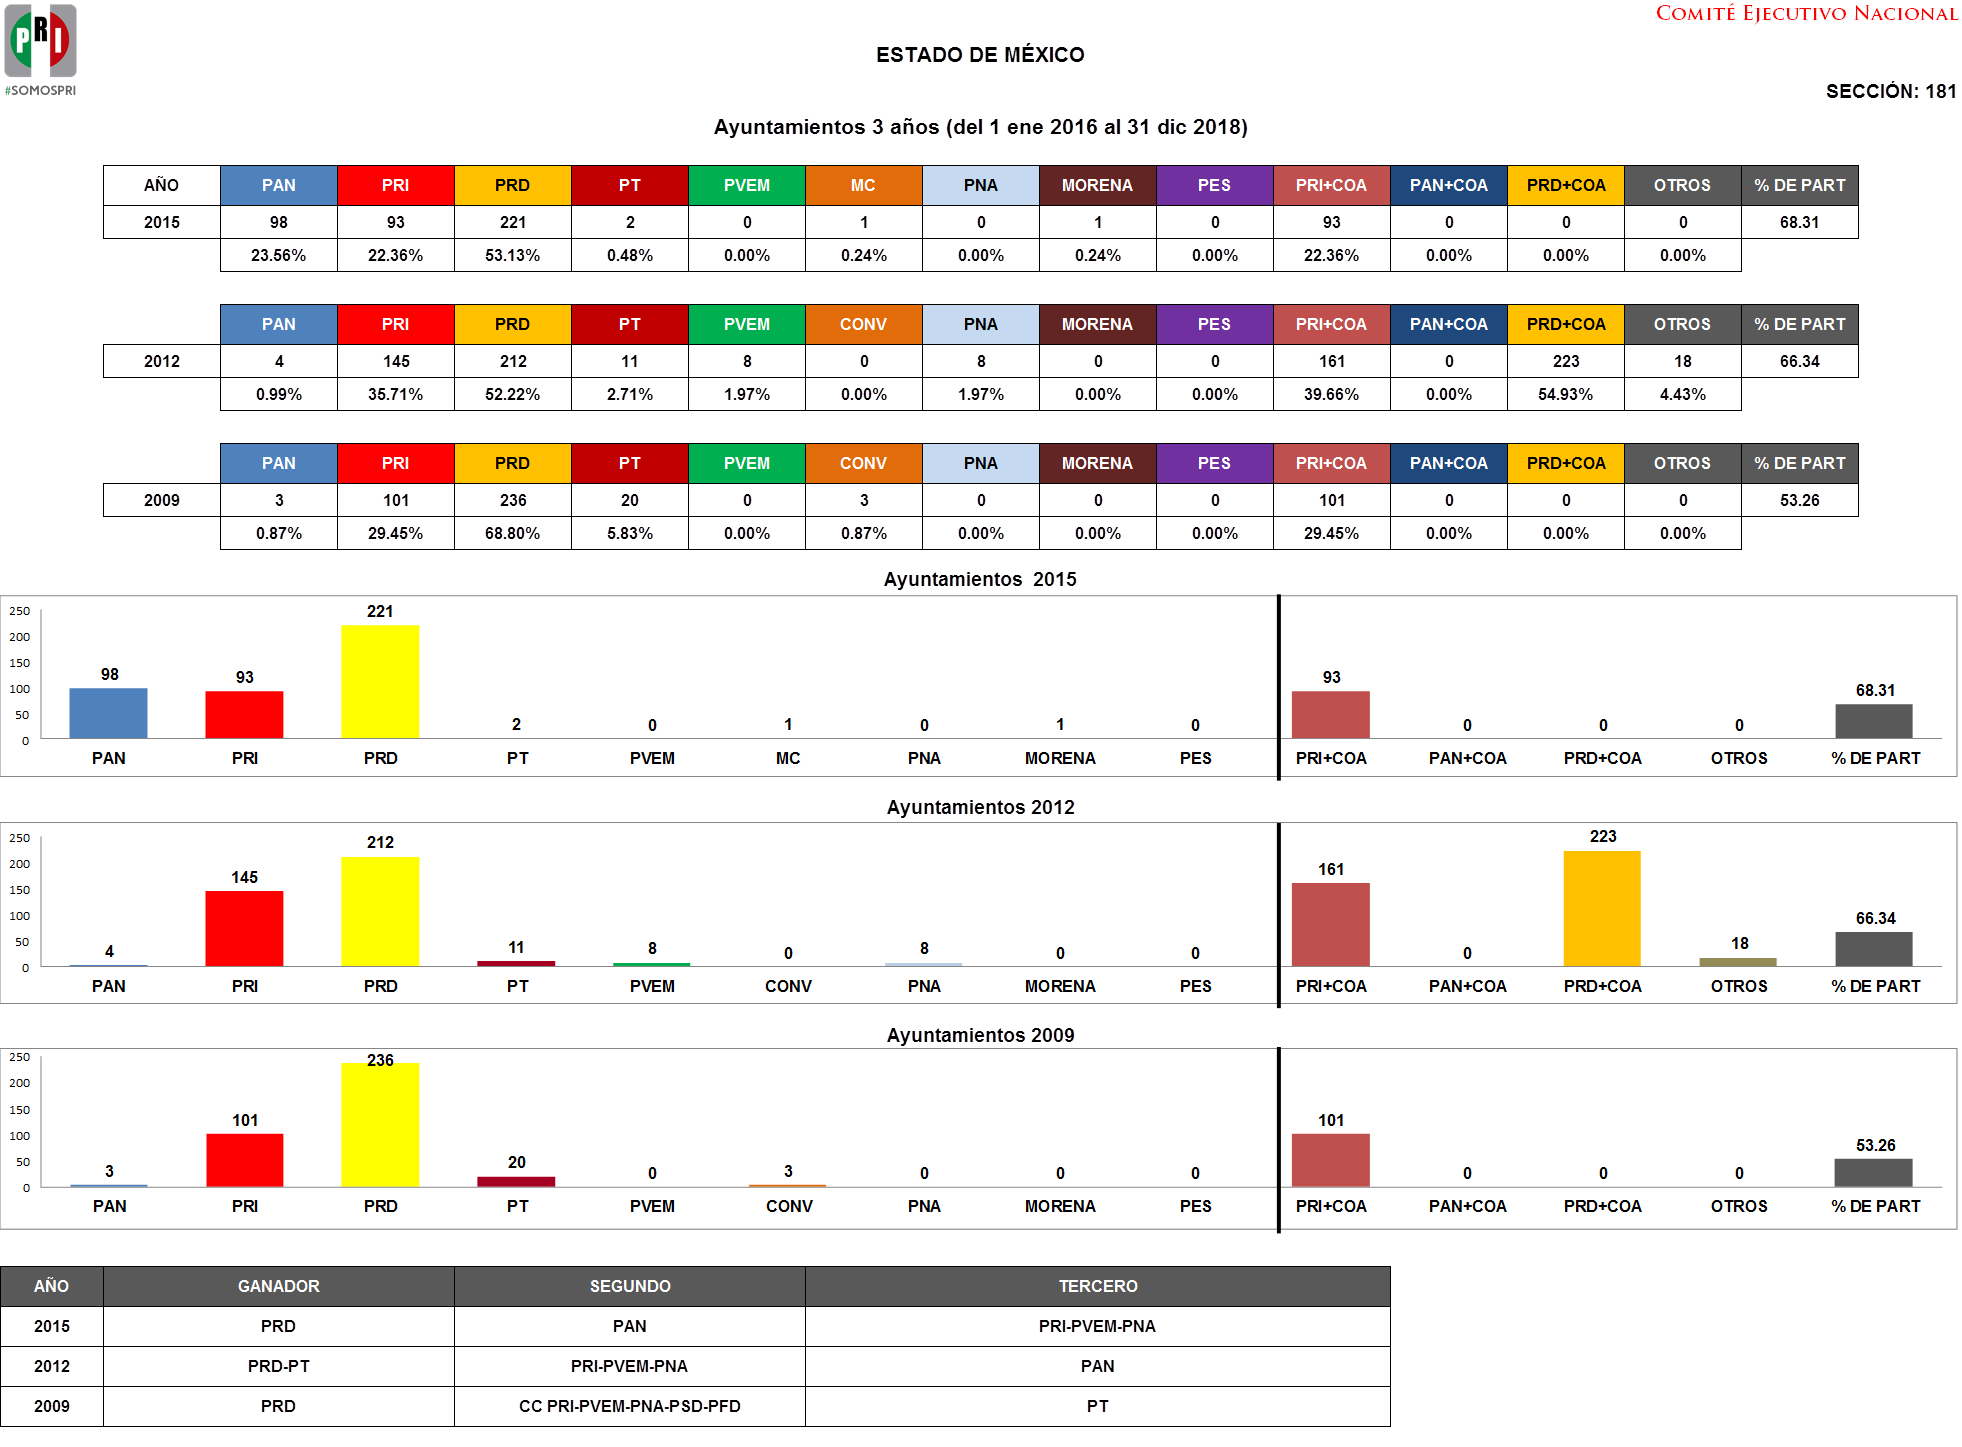 PRI
#SOMOSPRI
COMITÉ EJECUTIVO NACIONAL
ESTADO DE MÉXICO
SECCIÓN: 181
Ayuntamientos 3 años (del 1 ene 2016 al 31 dic 2018)
AÑO PAN PRI PRD PT PVEM MC PNA MORENA PES PRI+COA PAN+COA PRD+COA OTROS % DE PART
2015 98 93 221 2 0 1 0 1 0 93 0 0 0 68.31
23.56% 22.36% 53.13% 0.48% 0.00% 0.24% 0.00% 0.24% 0.00% 22.36% 0.00% 0.00% 0.00%
PAN PRI PRD PT PVEM CONV PNA MORENA PES PRI+COA PAN+COA PRD+COA OTROS % DE PART
2012 4 145 212 11 8 0 8 0 0 161 0 223 18 66.34
0.99% 35.71% 52.22% 2.71% 1.97% 0.00% 1.97% 0.00% 0.00% 39.66% 0.00% 54.93% 4.43%
PAN PRI PRD PT PVEM CONV PNA MORENA PES PRI+COA PAN+COA PRD+COA OTROS % DE PART
2009 3 101 236 20 0 3 0 0 0 101 0 0 0 53.26
0.87% 29.45% 68.80% 5.83% 0.00% 0.87% 0.00% 0.00% 0.00% 29.45% 0.00% 0.00% 0.00%
Ayuntamientos 2015
250
200
150
100
50
0
98 93 221 2 0 1 0 1 0 93 0 0 0 68.31
PAN PRI PRD PT PVEM MC PNA MORENA PES PRI+COA PAN+COA PRD+COA OTROS % DE PART
Ayuntamientos 2012
250
200
150
100
50
0
4 145 212 11 8 0 8 0 0 161 0 223 18 66.34
PAN PRI PRD PT PVEM CONV PNA MORENA PES PRI+COA PAN+COA PRD+COA OTROS % DE PART
Ayuntamientos 2009
250
200
150
100
50
0
3 101 236 20 0 3 0 0 0 101 0 0 0 53.26
PAN PRI PRD PT PVEM CONV PNA MORENA PES PRI+COA PAN+COA PRD+COA OTROS % DE PART
AÑO GANADOR SEGUNDO TERCERO
2015 PRD PAN PRI-PVEM-PNA
2012 PRD-PT PRI-PVEM-PNA PAN
2009 PRD CC PRI-PVEM-PNA-PSD-PFD PT